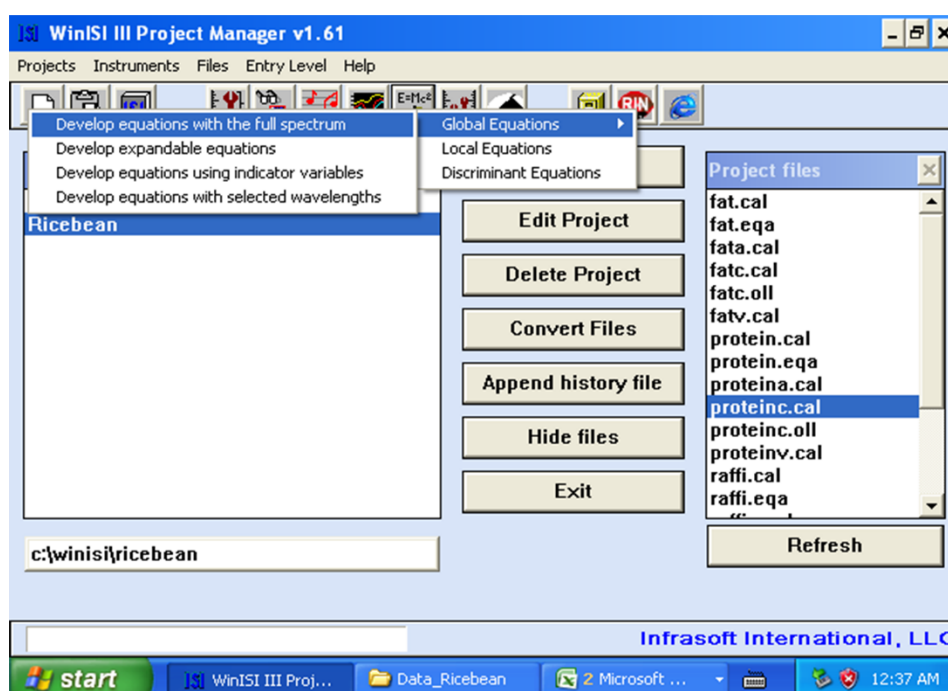 WinISI III Project Manager v1.61
Projects Instruments Files Entry Level Help
E=Mc²
Develop equations with the full spectrum
Develop expandable equations
Develop equations using indicator variables
Develop equations with selected wavelengths
Global Equations
Local Equations
Discriminant Equations
Ricebean
Edit Project
Delete Project
Convert Files
Append history file
Hide files
Exit
Project files
fat.cal
fat.eqa
fata.cal
fatc.cal
fatc.oll
fatv.cal
protein.cal
protein.eqa
proteina.cal
proteinc.cal
proteinc.oll
proteinv.cal
raffi.cal
raffi.eqa
Refresh
c:\winisi\ricebean
Infrasoft International, LLC
start
WinISI III Proj...
Data_Ricebean
2 Microsoft ...
12:37 AM